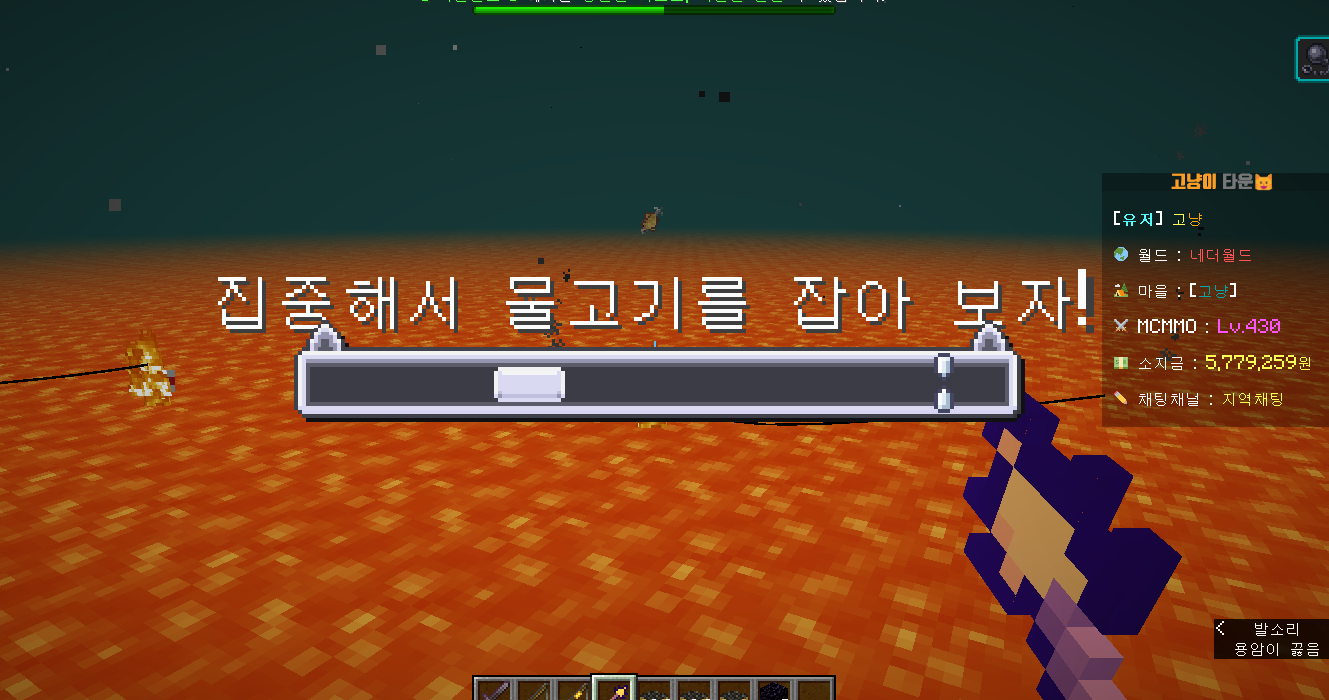 고냥이 타운
[유저] 고냥
월드 : 네더월드
마을 : [고냥]
MCMMO : Lv.430
소지금 : 5,779,259원
채팅채널 : 지역채팅
집중해서 물고기를 잡아 보자!
< 발소리
용암이 끓음